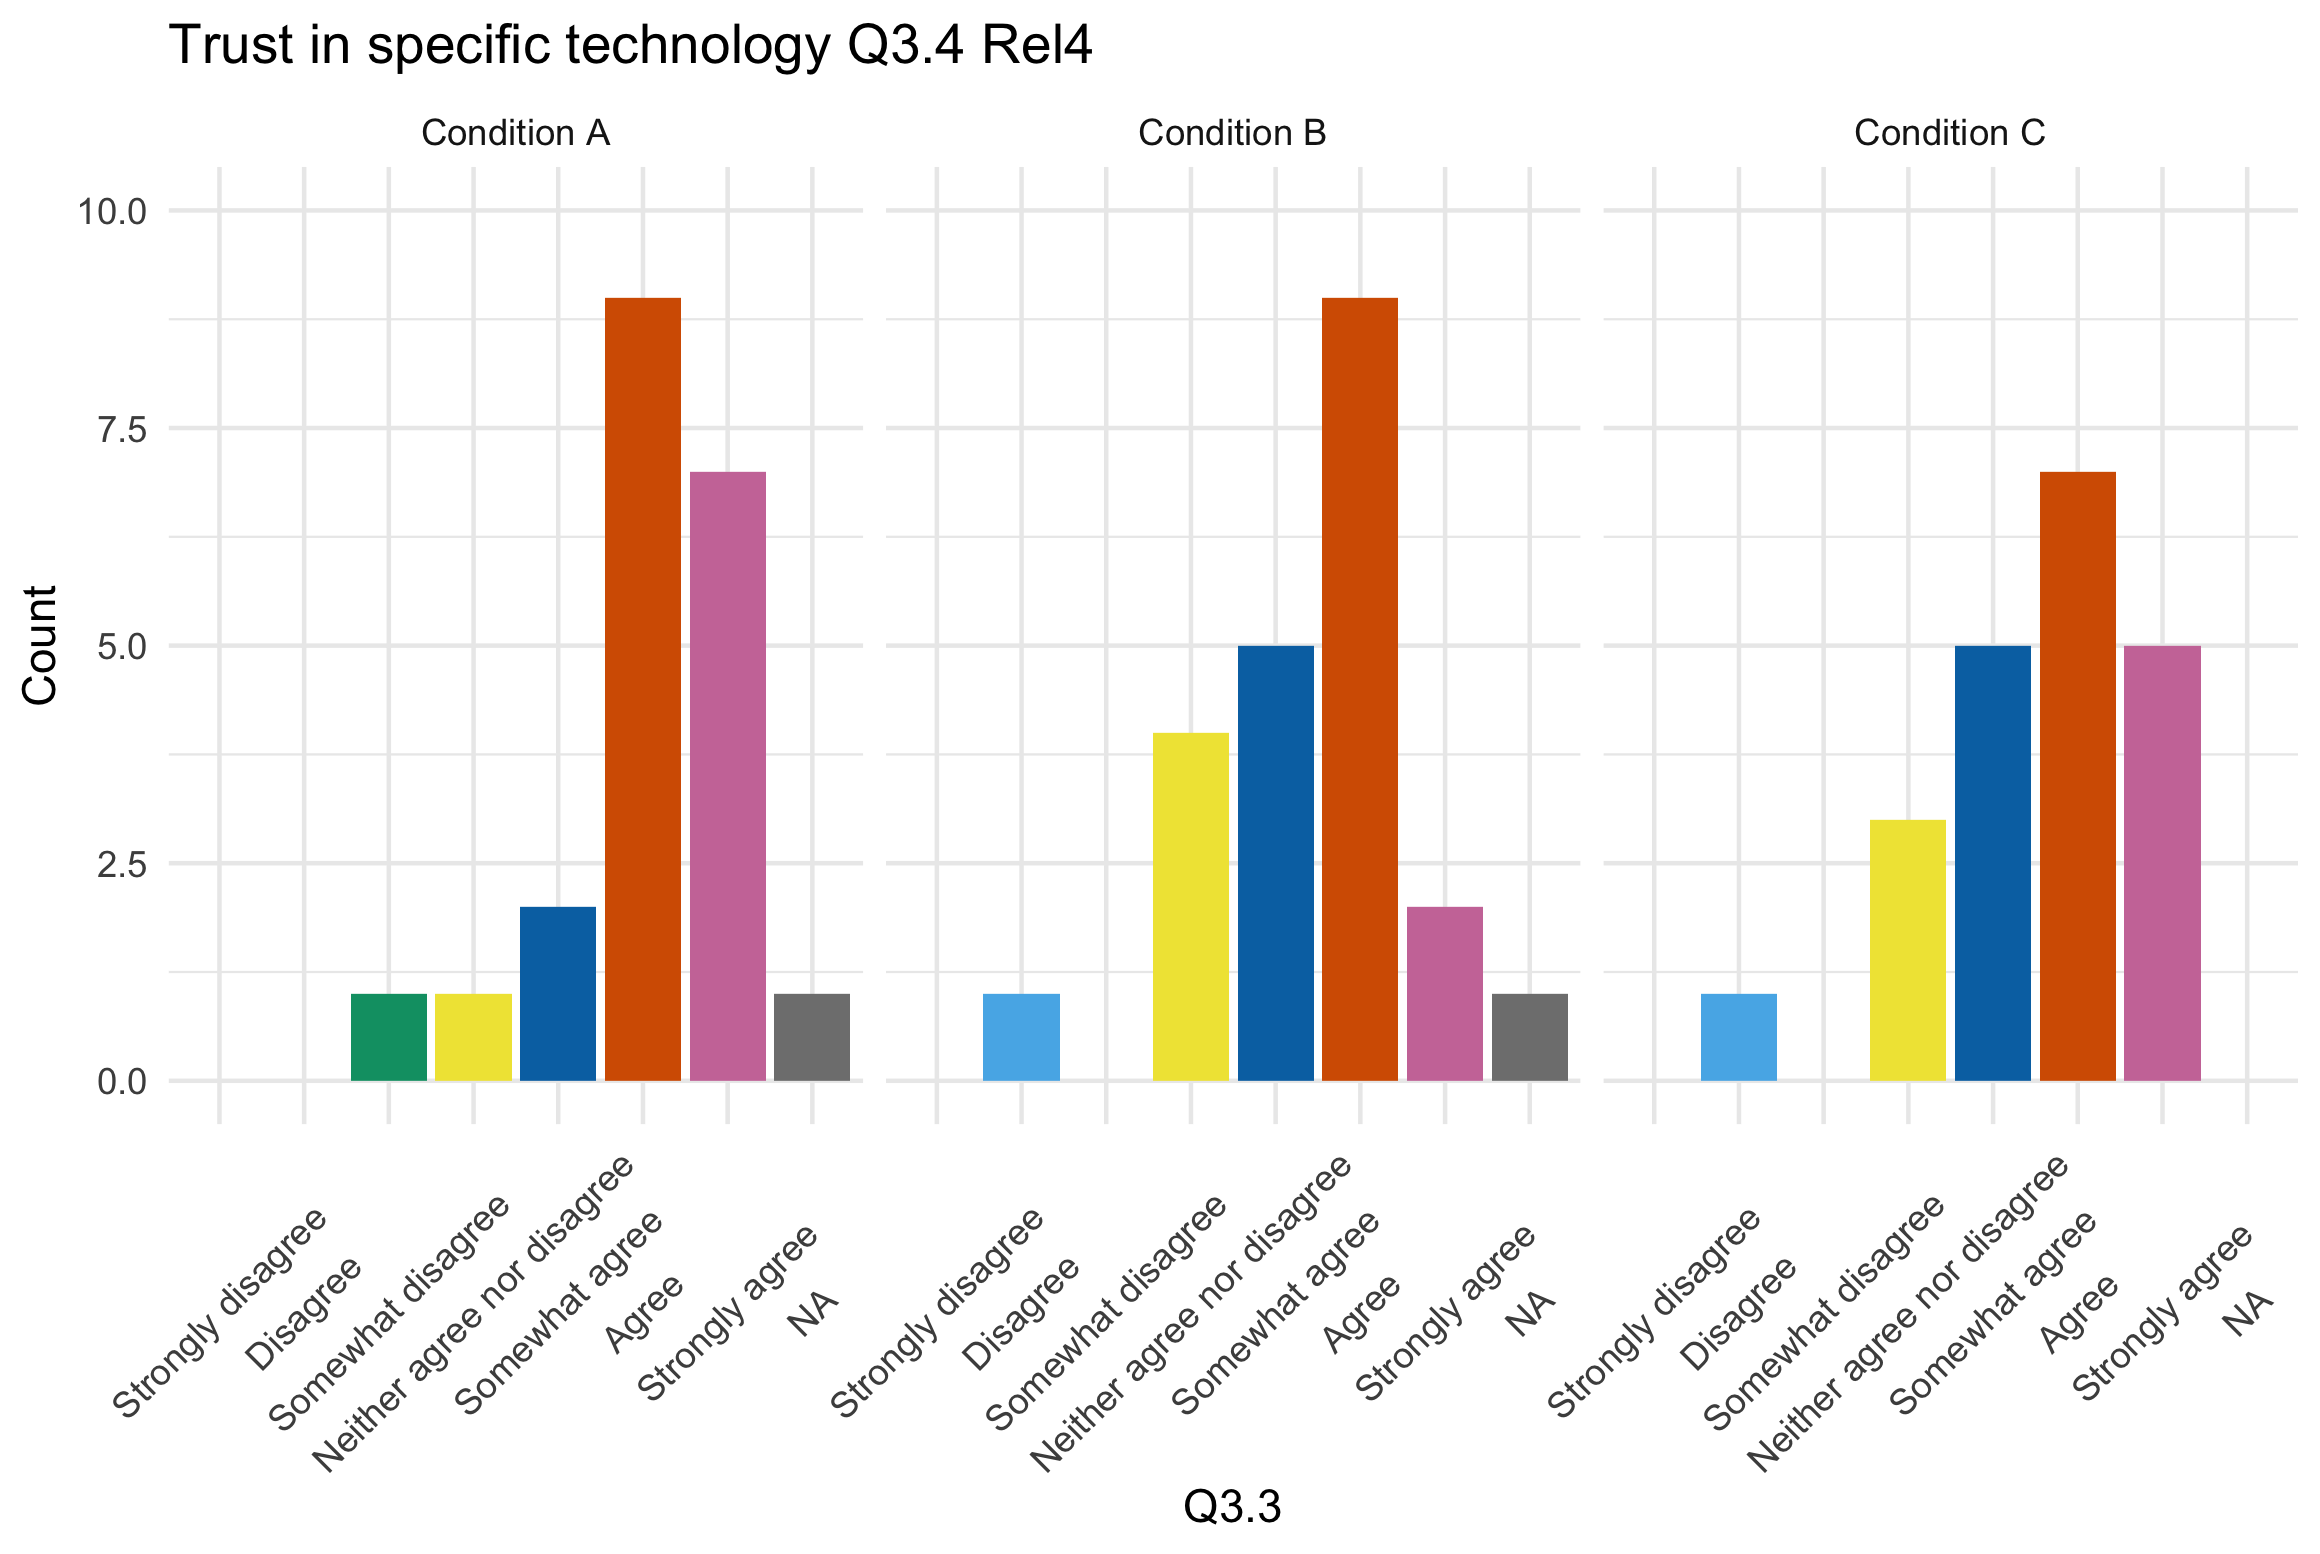 Trust in specific technology Q3.4 Rel4
Condition A
Condition B
Condition C
10.0
7.5
5.0
2.5
0.0
Count
Strongly disagree
Disagree
Somewhat disagree
Neither agree nor disagree
Somewhat agree
Agree
Strongly agree
NA
Strongly disagree
Disagree
Somewhat disagree
Neither agree nor disagree
Somewhat agree
Agree
Strongly agree
NA
Strongly disagree
Disagree
Somewhat disagree
Neither agree nor disagree
Somewhat agree
Agree
Strongly agree
NA
Q3.3